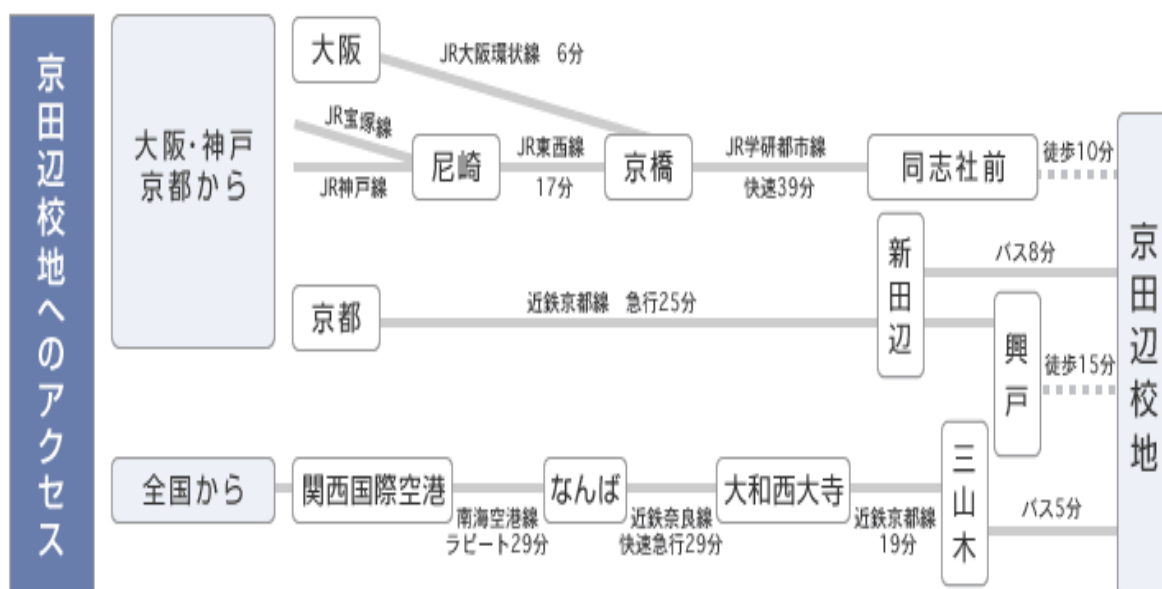 京田辺校地へのアクセス
大阪・神戸
京都から
大阪
JR大阪環状線 6分
JR宝塚線
JR神戸線
尼崎
JR東西線
17分
京橋
JR学研都市線
快速39分
同志社前
徒歩10分
京都
近鉄京都線 急行25分
新田辺
バス8分
興戸
徒歩15分
全国から
関西国際空港
南海空港線
ラピート29分
なんば
近鉄奈良線
快速急行29分
大和西大寺
近鉄京都線
19分
三山木
バス5分
京田辺校地